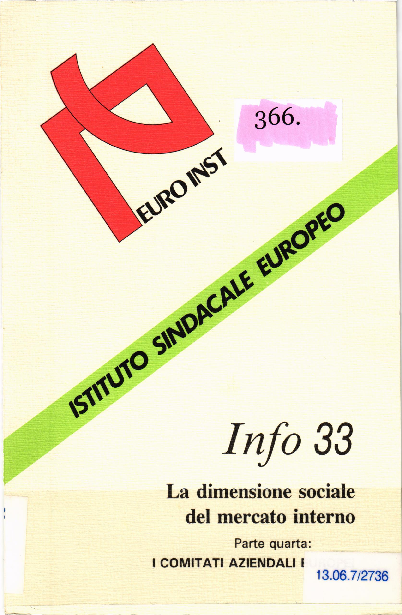 366.
EURO INST
ISTITUTO SINDACALE EUROPEO
Info 33
La dimensione sociale
del mercato interno
Parte quarta:
I COMITATI AZIENDALI
13.06.7/2736